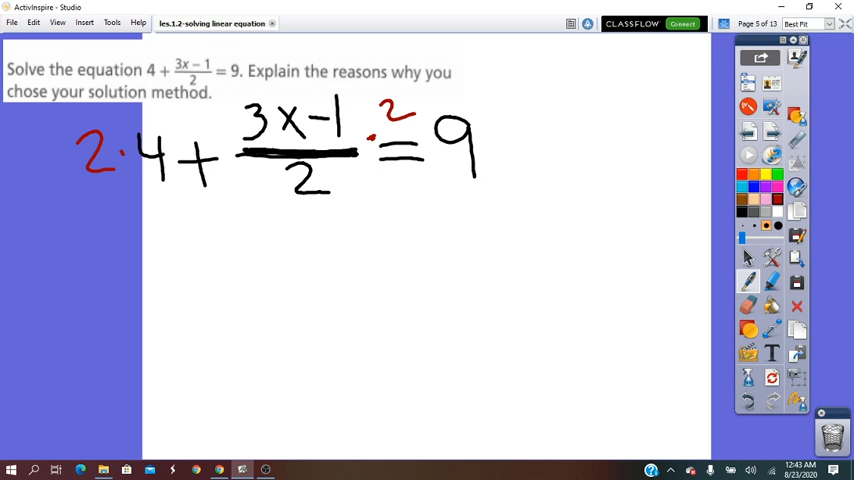 ActivInspire - Studio
File Edit View Insert Tools Help les.1.2-solving linear equation CLASSFLOW Connect Page 5 of 13 Best Fit
Solve the equation 4 + (3x − 1)/2 = 9. Explain the reasons why you
chose your solution method.
2 · 4 + (3x − 1)/2 · 2 = 9
12:43 AM
8/23/2020